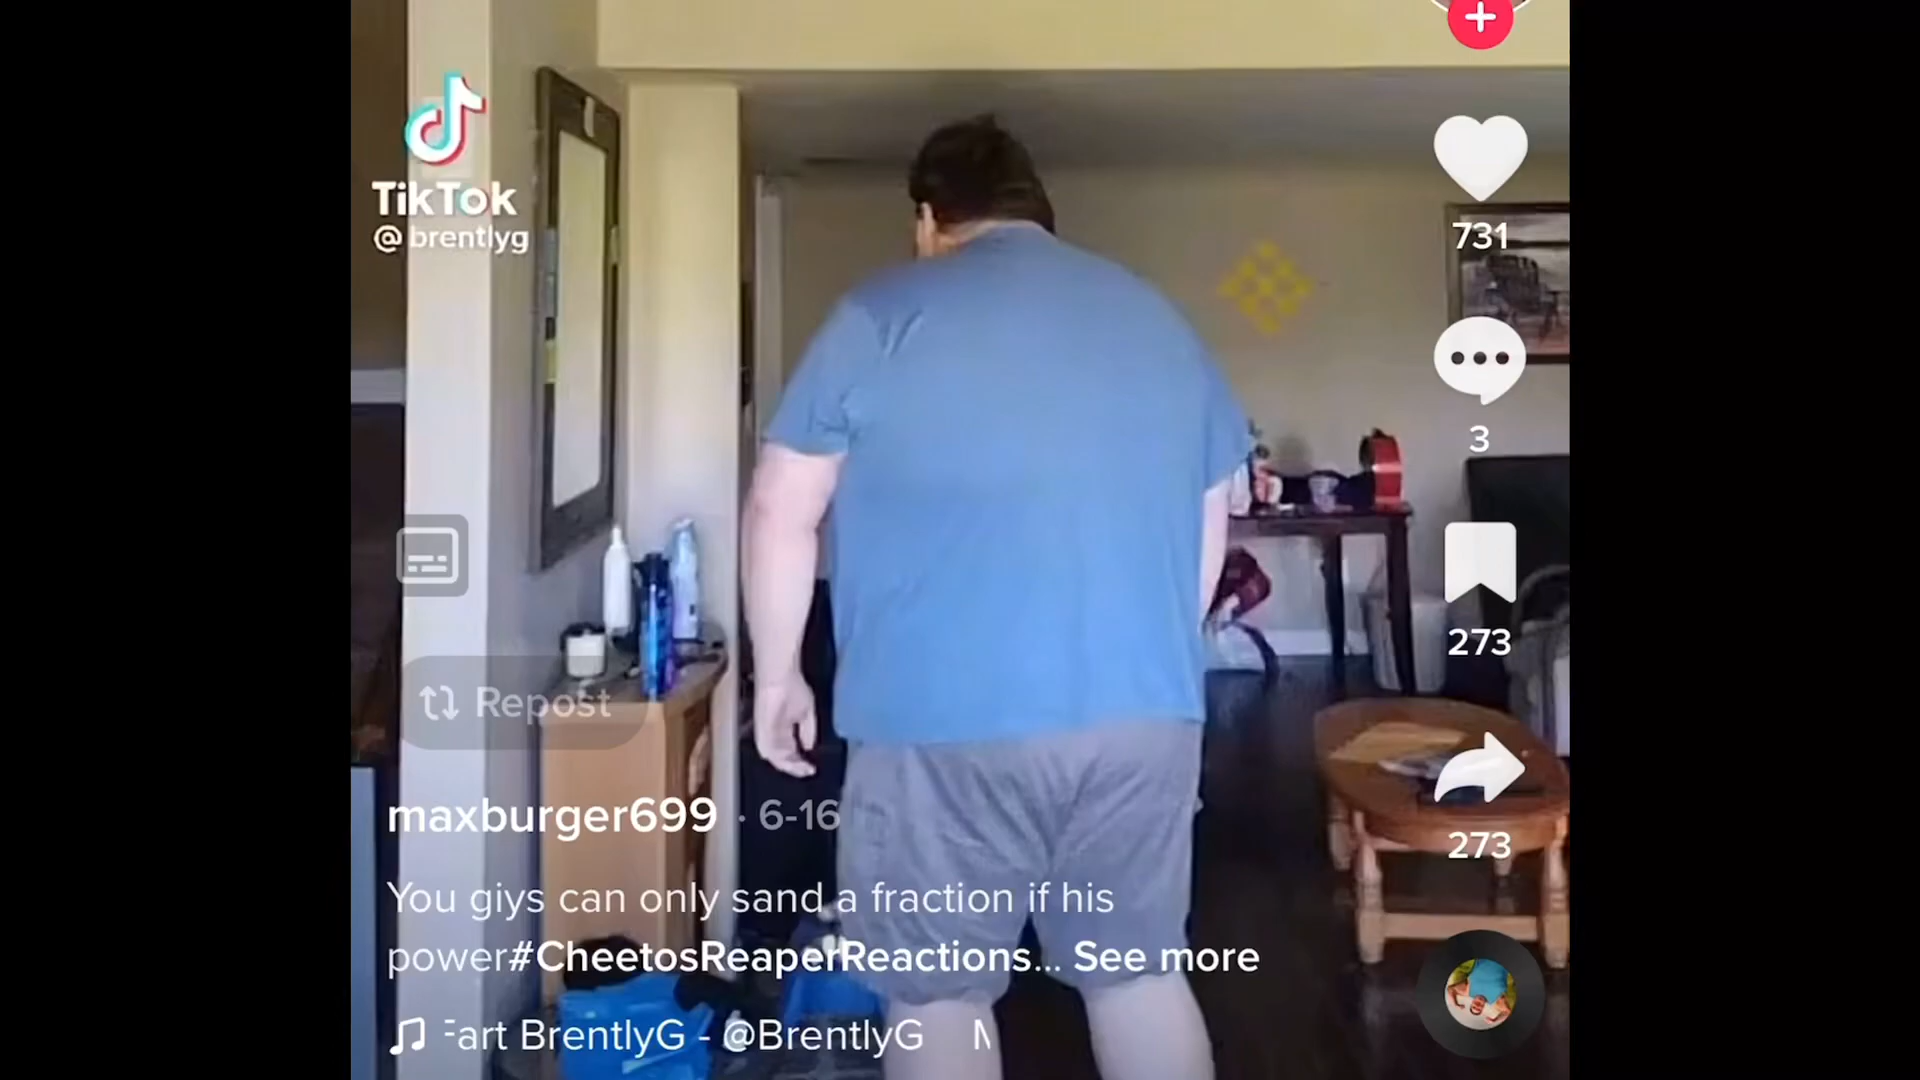 TikTok
@brentlyg
731
3
273
Repost
273
maxburger699 · 6-16
You giys can only sand a fraction if his
power#CheetosReaperReactions... See more
Fart BrentlyG - @BrentlyG M